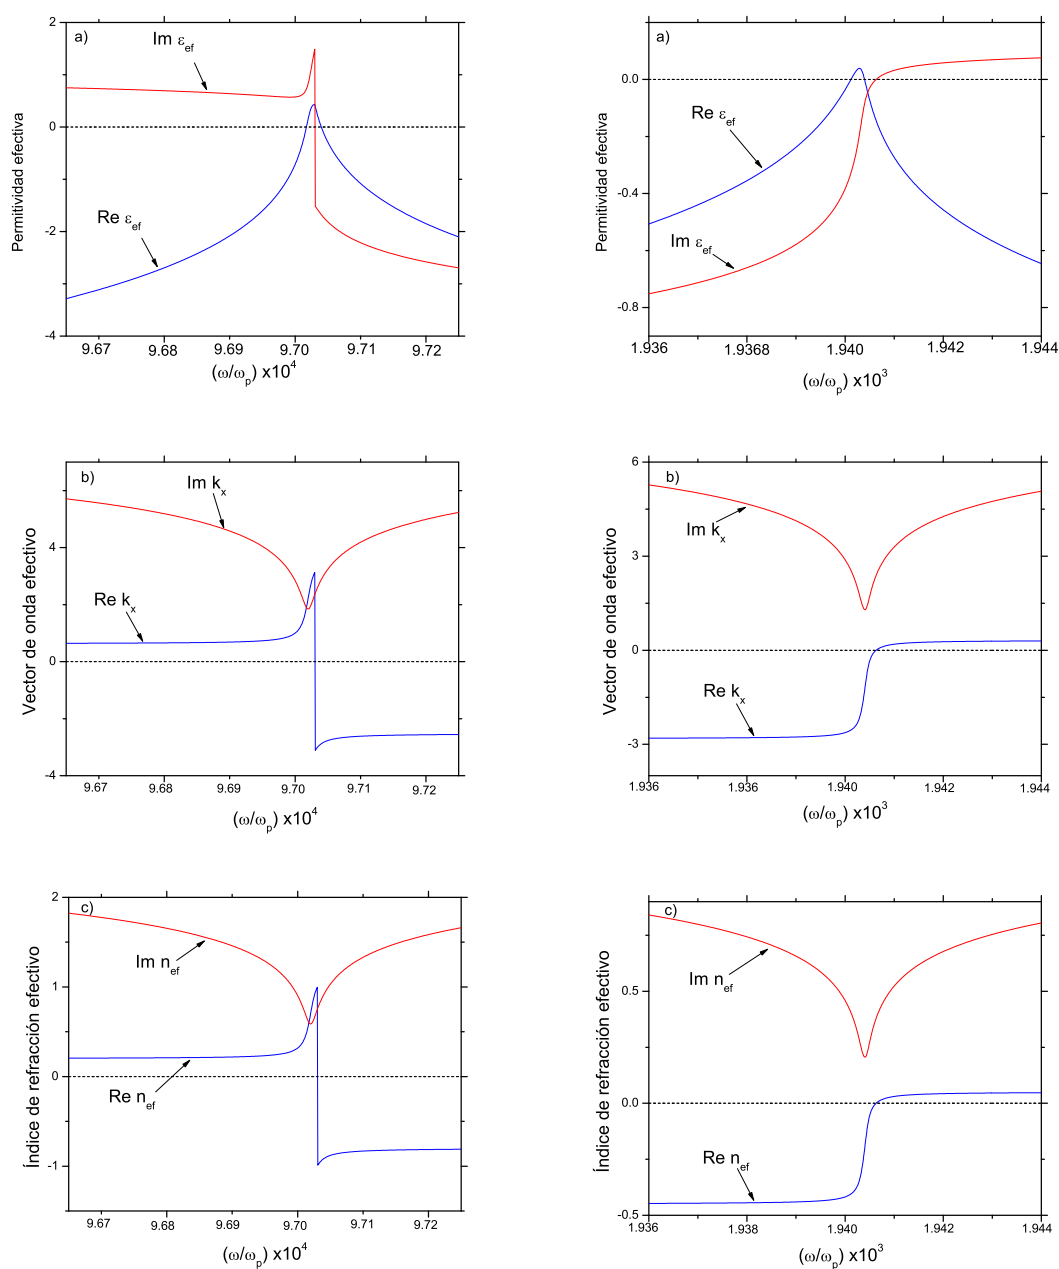 a)
Im ε_ef
Re ε_ef
Permitividad efectiva
2
0
-2
-4
9.67 9.68 9.69 9.70 9.71 9.72
(ω/ω_p) x10^4
a)
Re ε_ef
Im ε_ef
Permitividad efectiva
0.0
-0.4
-0.8
1.936 1.9368 1.940 1.942 1.944
(ω/ω_p) x10^3
b)
Im k_x
Re k_x
Vector de onda efectivo
4
0
-4
9.67 9.68 9.69 9.70 9.71 9.72
(ω/ω_p) x10^4
b)
Im k_x
Re k_x
Vector de onda efectivo
6
3
0
-3
1.936 1.936 1.940 1.942 1.944
(ω/ω_p) x10^3
c)
Im n_ef
Re n_ef
Índice de refracción efectivo
2
1
0
-1
9.67 9.68 9.69 9.70 9.71 9.72
(ω/ω_p) x10^4
c)
Im n_ef
Re n_ef
Índice de refracción efectivo
0.5
0.0
-0.5
1.936 1.938 1.940 1.942 1.944
(ω/ω_p) x10^3